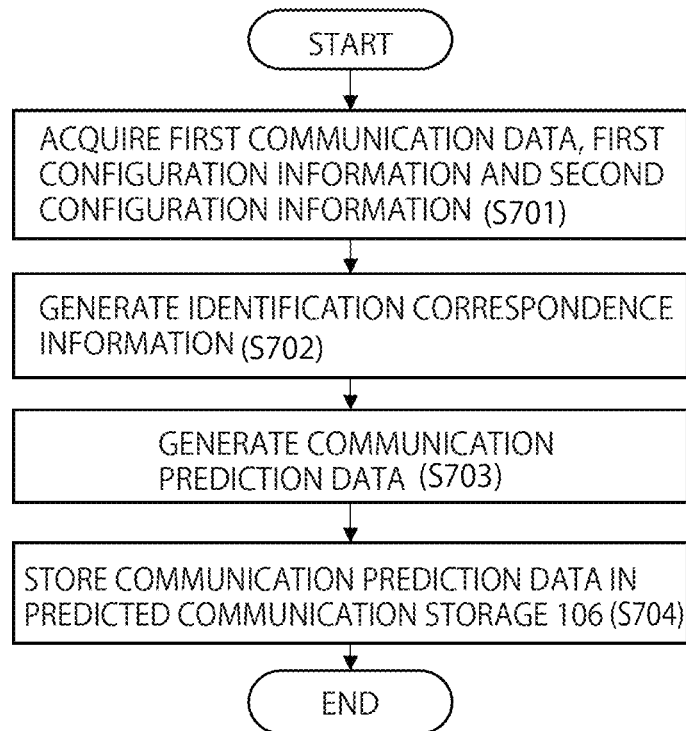 START
ACQUIRE FIRST COMMUNICATION DATA, FIRST
CONFIGURATION INFORMATION AND SECOND
CONFIGURATION INFORMATION (S701)
GENERATE IDENTIFICATION CORRESPONDENCE
INFORMATION (S702)
GENERATE COMMUNICATION
PREDICTION DATA (S703)
STORE COMMUNICATION PREDICTION DATA IN
PREDICTED COMMUNICATION STORAGE 106 (S704)
END